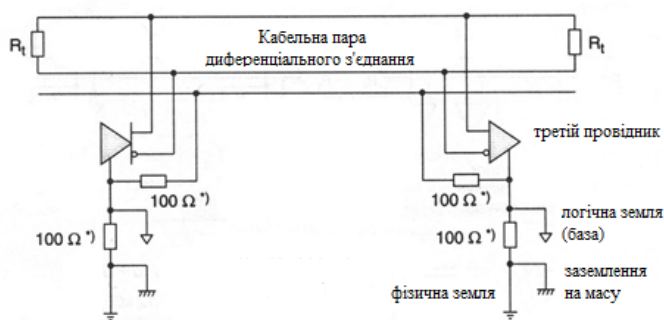 Кабельна пара
диференціального з'єднання
Rt
Rt
третій провідник
100 Ω *)
100 Ω *)
100 Ω *)
100 Ω *)
логічна земля
(база)
фізична земля
заземлення
на масу